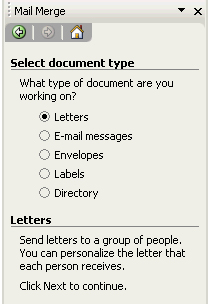 Mail Merge
Select document type
What type of document are you
working on?
Letters
E-mail messages
Envelopes
Labels
Directory
Letters
Send letters to a group of people.
You can personalize the letter that
each person receives.
Click Next to continue.